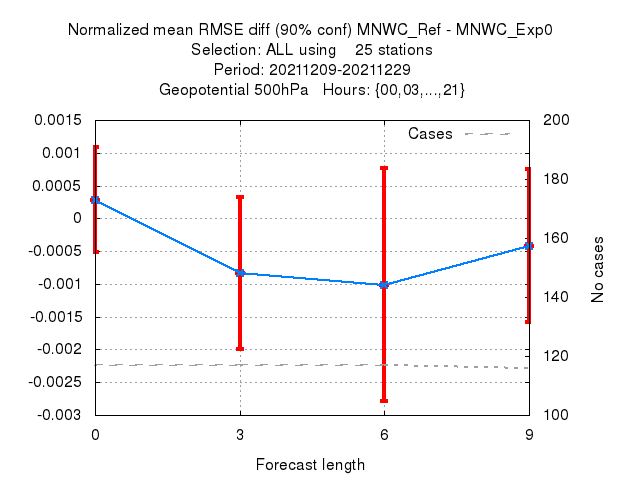 Normalized mean RMSE diff (90% conf) MNWC_Ref - MNWC_Exp0
Selection: ALL using    25 stations
Period: 20211209-20211229
Geopotential 500hPa   Hours: {00,03,...,21}
Cases
0.0015
0.001
0.0005
0
-0.0005
-0.001
-0.0015
-0.002
-0.0025
-0.003
200
180
160
140
120
100
No cases
0
3
6
9
Forecast length